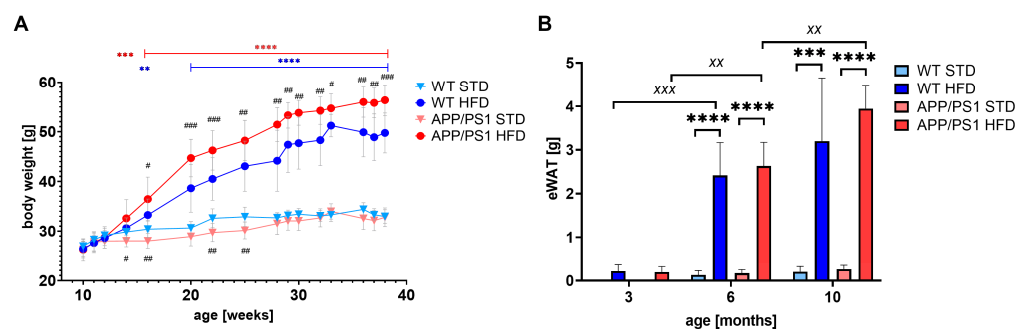 A
***
****
**
****
WT STD
WT HFD
APP/PS1 STD
APP/PS1 HFD
60
50
40
30
20
body weight [g]
#
###
###
##
##
##
##
##
#
##
##
###
#
##
##
##
10
20
30
40
age [weeks]
B
xx
xx
xxx
****
****
***
****
WT STD
WT HFD
APP/PS1 STD
APP/PS1 HFD
5
4
3
2
1
0
eWAT [g]
3
6
10
age [months]